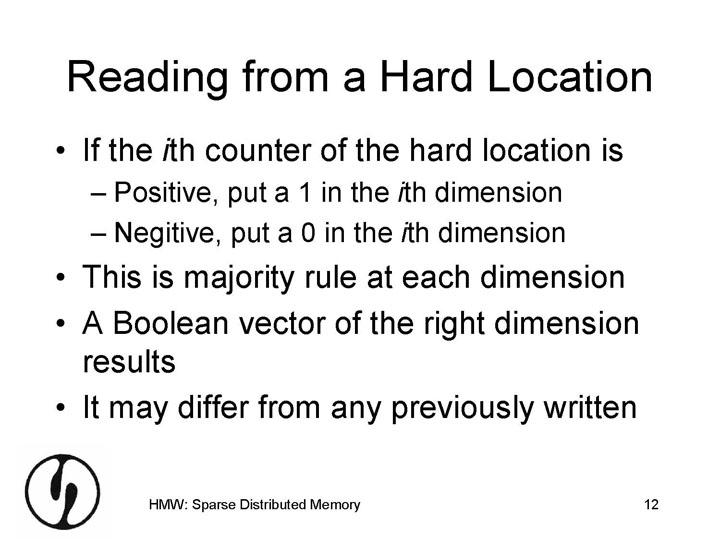 Reading from a Hard Location
• If the ith counter of the hard location is
– Positive, put a 1 in the ith dimension
– Negitive, put a 0 in the ith dimension
• This is majority rule at each dimension
• A Boolean vector of the right dimension
results
• It may differ from any previously written
HMW: Sparse Distributed Memory
12